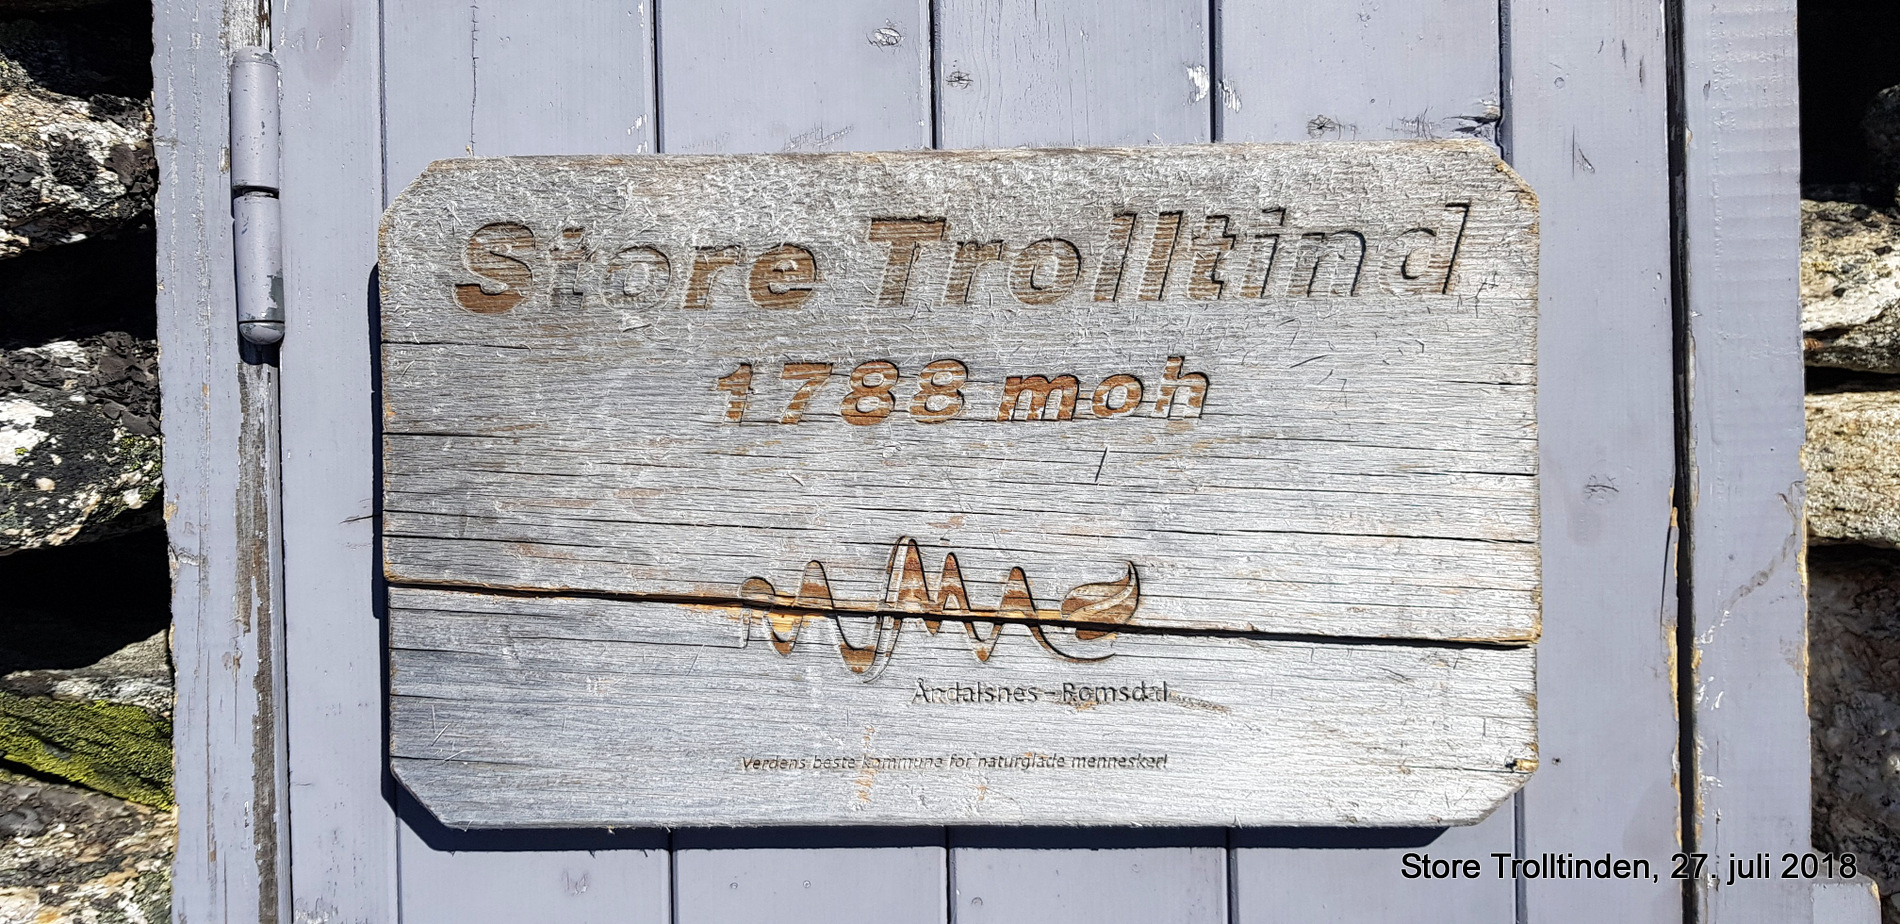 Store Trolltind
1788 moh
Åndalsnes - Romsdal
Verdens beste kommune for naturglade mennesker!
Store Trolltinden, 27. juli 2018